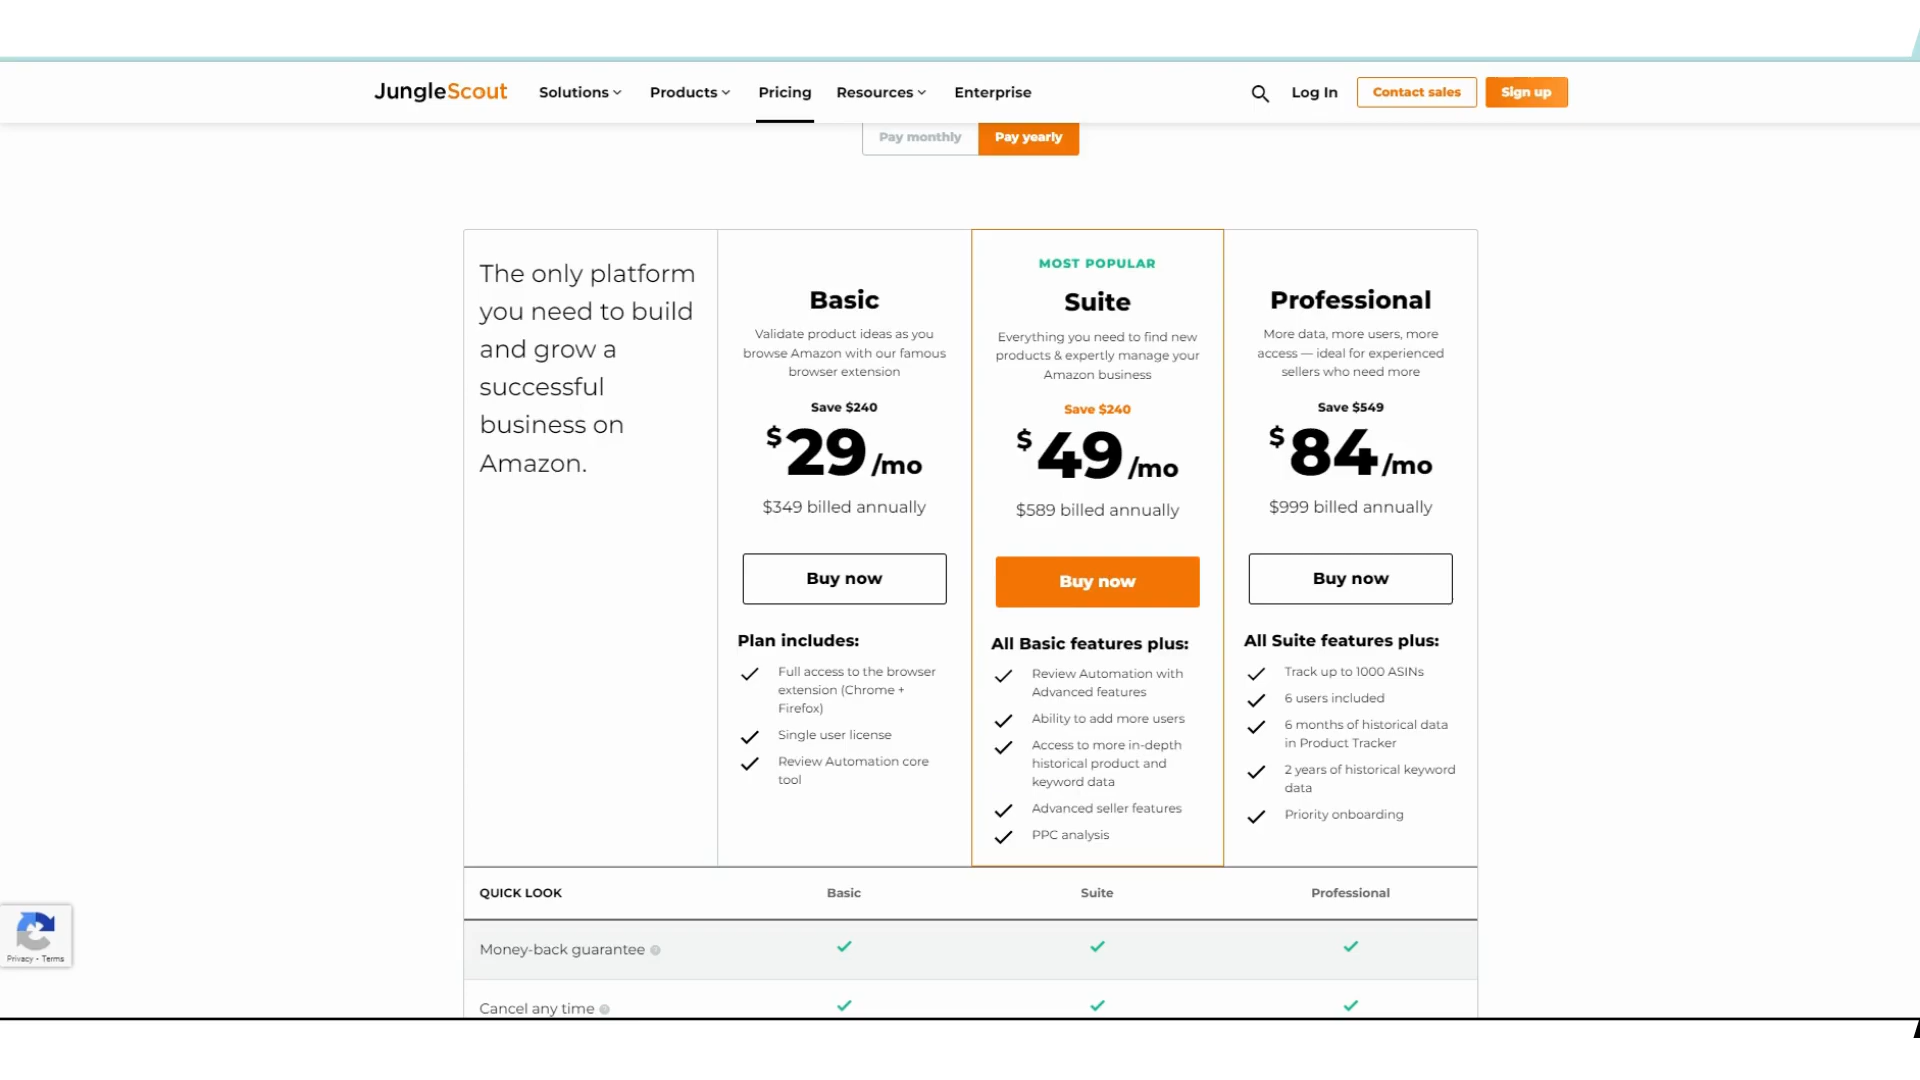 JungleScout
Solutions
Products
Pricing
Resources
Enterprise
Log In
Contact sales
Sign up
Pay monthly
Pay yearly
The only platform
you need to build
and grow a
successful
business on
Amazon.
Basic
Validate product ideas as you
browse Amazon with our famous
browser extension
Save $240
$29/mo
$349 billed annually
Buy now
Plan includes:
Full access to the browser
extension (Chrome +
Firefox)
Single user license
Review Automation core
tool
MOST POPULAR
Suite
Everything you need to find new
products & expertly manage your
Amazon business
Save $240
$49/mo
$589 billed annually
Buy now
All Basic features plus:
Review Automation with
Advanced features
Ability to add more users
Access to more in-depth
historical product and
keyword data
Advanced seller features
PPC analysis
Professional
More data, more users, more
access — ideal for experienced
sellers who need more
Save $549
$84/mo
$999 billed annually
Buy now
All Suite features plus:
Track up to 1000 ASINs
6 users included
6 months of historical data
in Product Tracker
2 years of historical keyword
data
Priority onboarding
QUICK LOOK
Basic
Suite
Professional
Money-back guarantee
Cancel any time
Privacy - Terms